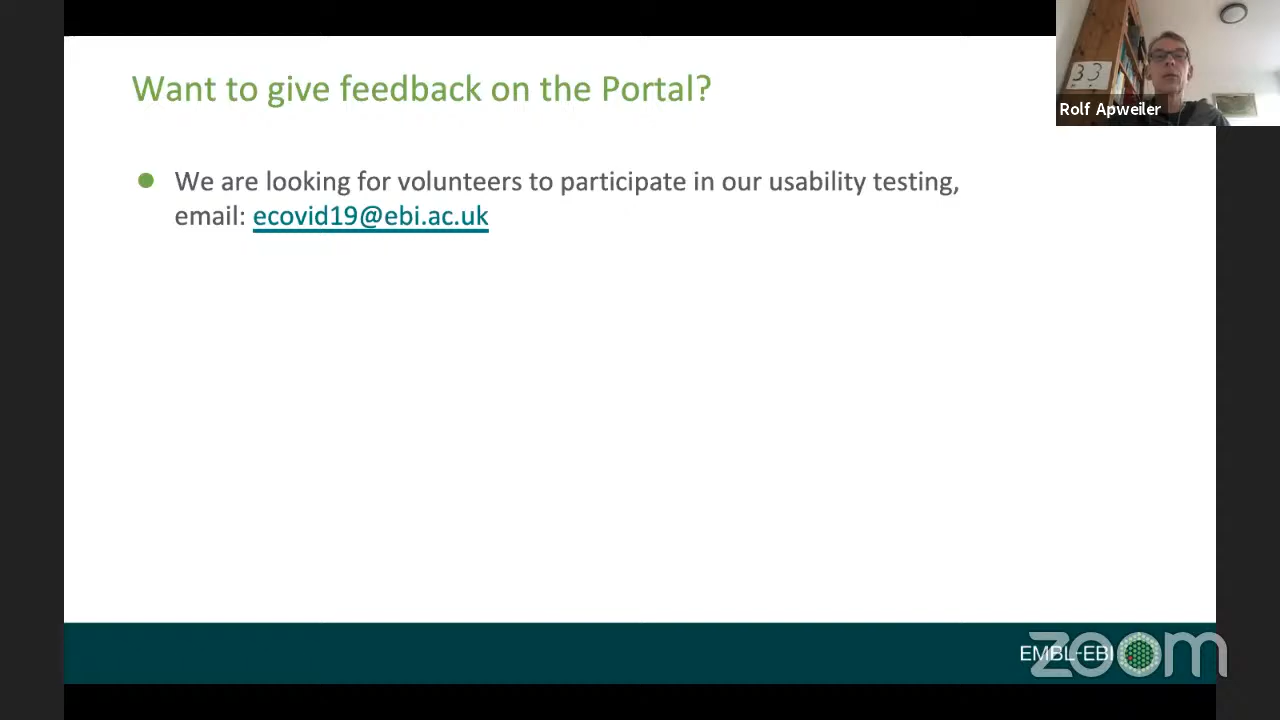 Want to give feedback on the Portal?
33
Rolf Apweiler
We are looking for volunteers to participate in our usability testing,
email: ecovid19@ebi.ac.uk
EMBL-EBI
zoom